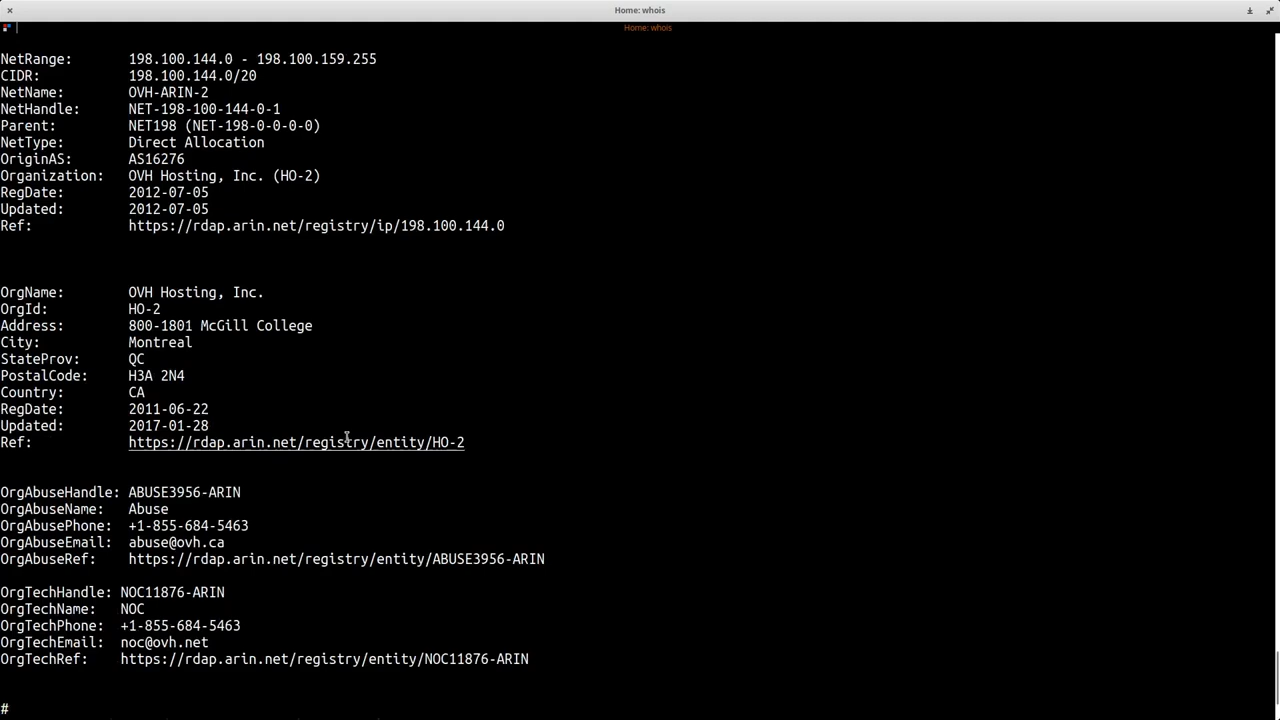 Home: whois
Home: whois
NetRange: 198.100.144.0 - 198.100.159.255
CIDR: 198.100.144.0/20
NetName: OVH-ARIN-2
NetHandle: NET-198-100-144-0-1
Parent: NET198 (NET-198-0-0-0-0)
NetType: Direct Allocation
OriginAS: AS16276
Organization: OVH Hosting, Inc. (HO-2)
RegDate: 2012-07-05
Updated: 2012-07-05
Ref: https://rdap.arin.net/registry/ip/198.100.144.0
OrgName: OVH Hosting, Inc.
OrgId: HO-2
Address: 800-1801 McGill College
City: Montreal
StateProv: QC
PostalCode: H3A 2N4
Country: CA
RegDate: 2011-06-22
Updated: 2017-01-28
Ref: https://rdap.arin.net/registry/entity/HO-2
OrgAbuseHandle: ABUSE3956-ARIN
OrgAbuseName: Abuse
OrgAbusePhone: +1-855-684-5463
OrgAbuseEmail: abuse@ovh.ca
OrgAbuseRef: https://rdap.arin.net/registry/entity/ABUSE3956-ARIN
OrgTechHandle: NOC11876-ARIN
OrgTechName: NOC
OrgTechPhone: +1-855-684-5463
OrgTechEmail: noc@ovh.net
OrgTechRef: https://rdap.arin.net/registry/entity/NOC11876-ARIN
#